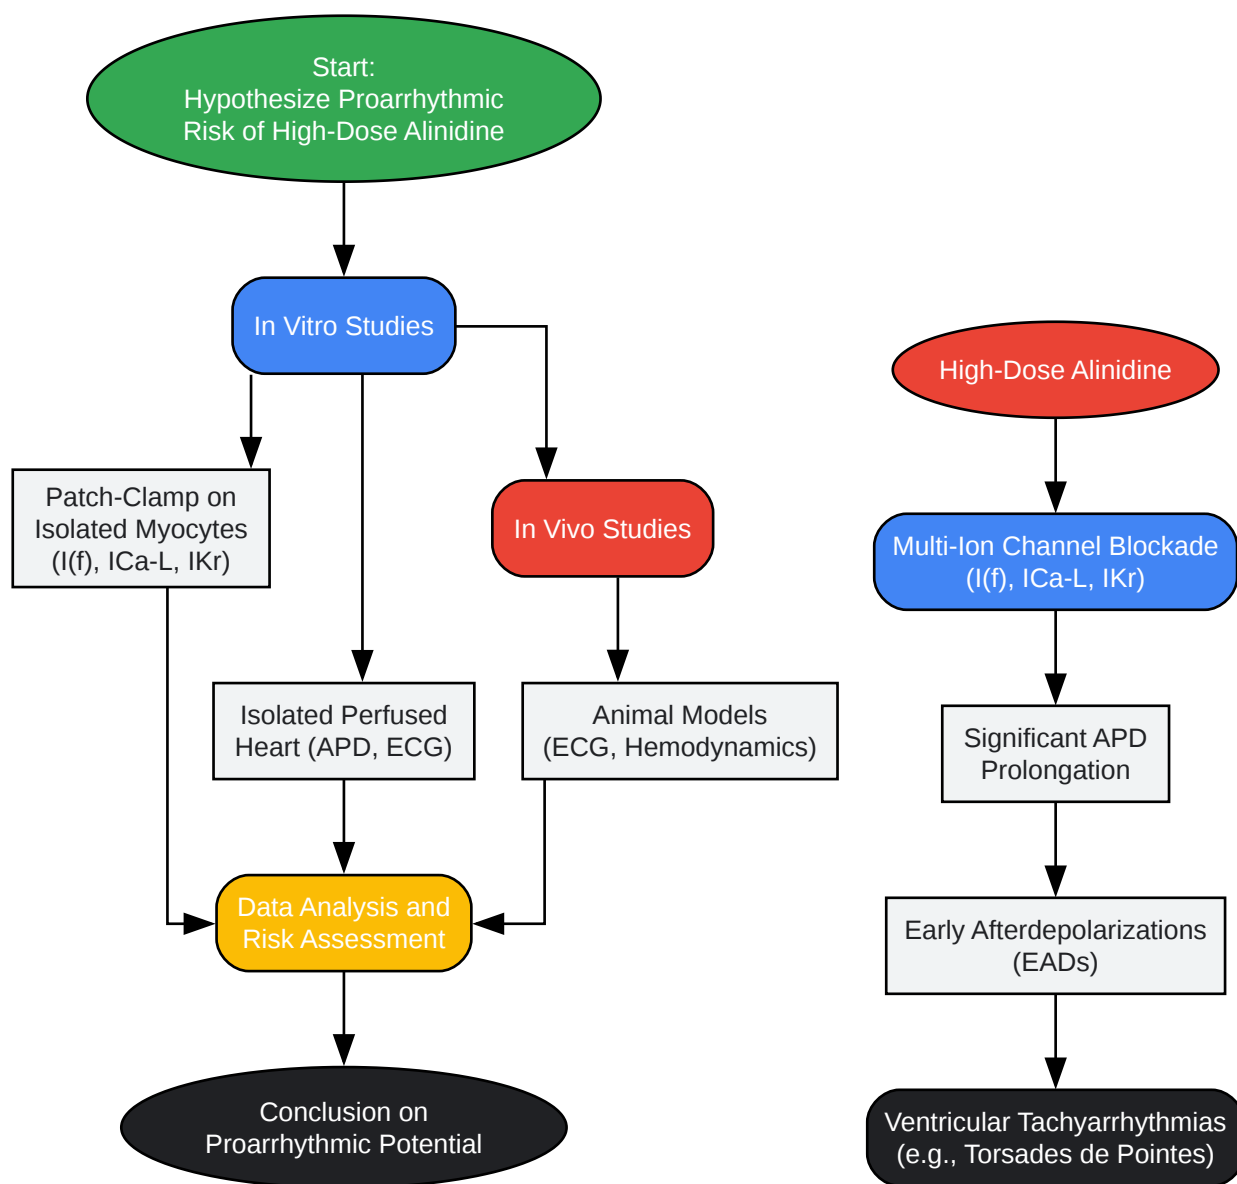 Start:
Hypothesize Proarrhythmic
Risk of High-Dose Alinidine
In Vitro Studies
Patch-Clamp on
Isolated Myocytes
(I(f), ICa-L, IKr)
In Vivo Studies
Isolated Perfused
Heart (APD, ECG)
Animal Models
(ECG, Hemodynamics)
Data Analysis and
Risk Assessment
Conclusion on
Proarrhythmic Potential
High-Dose Alinidine
Multi-Ion Channel Blockade
(I(f), ICa-L, IKr)
Significant APD
Prolongation
Early Afterdepolarizations
(EADs)
Ventricular Tachyarrhythmias
(e.g., Torsades de Pointes)